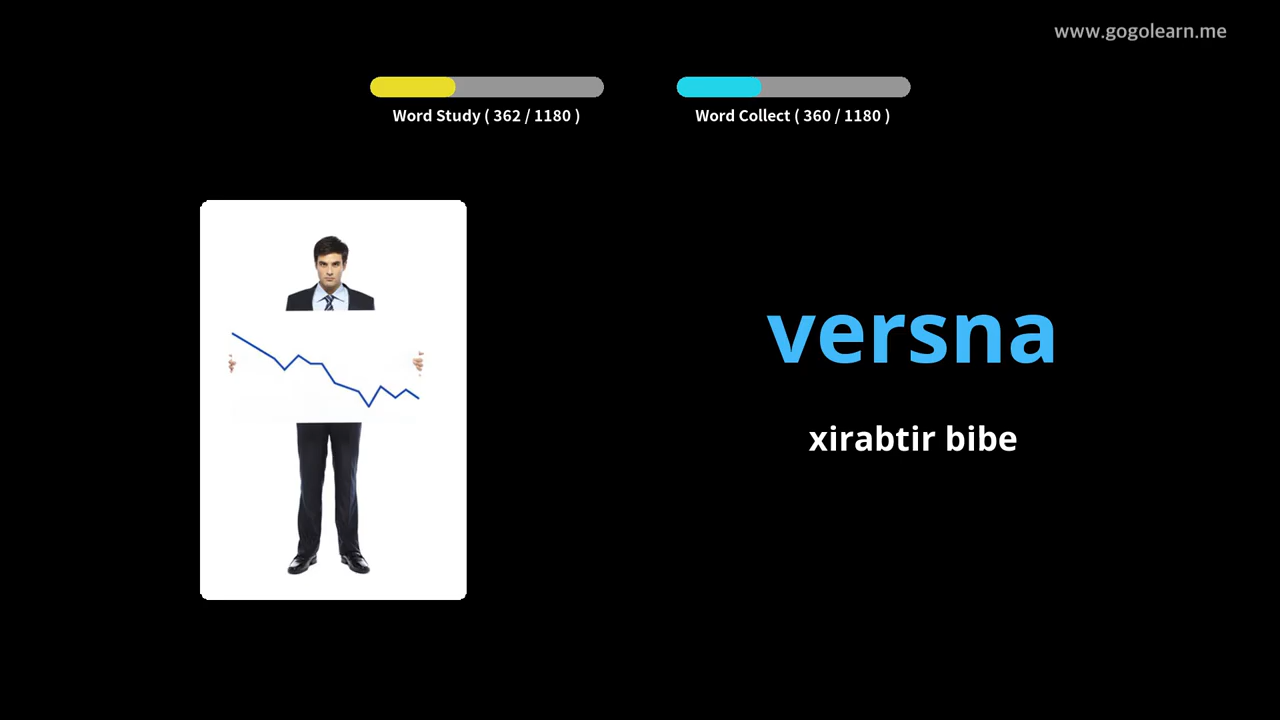 www.gogolearn.me
Word Study ( 362 / 1180 )
Word Collect ( 360 / 1180 )
versna
xirabtir bibe